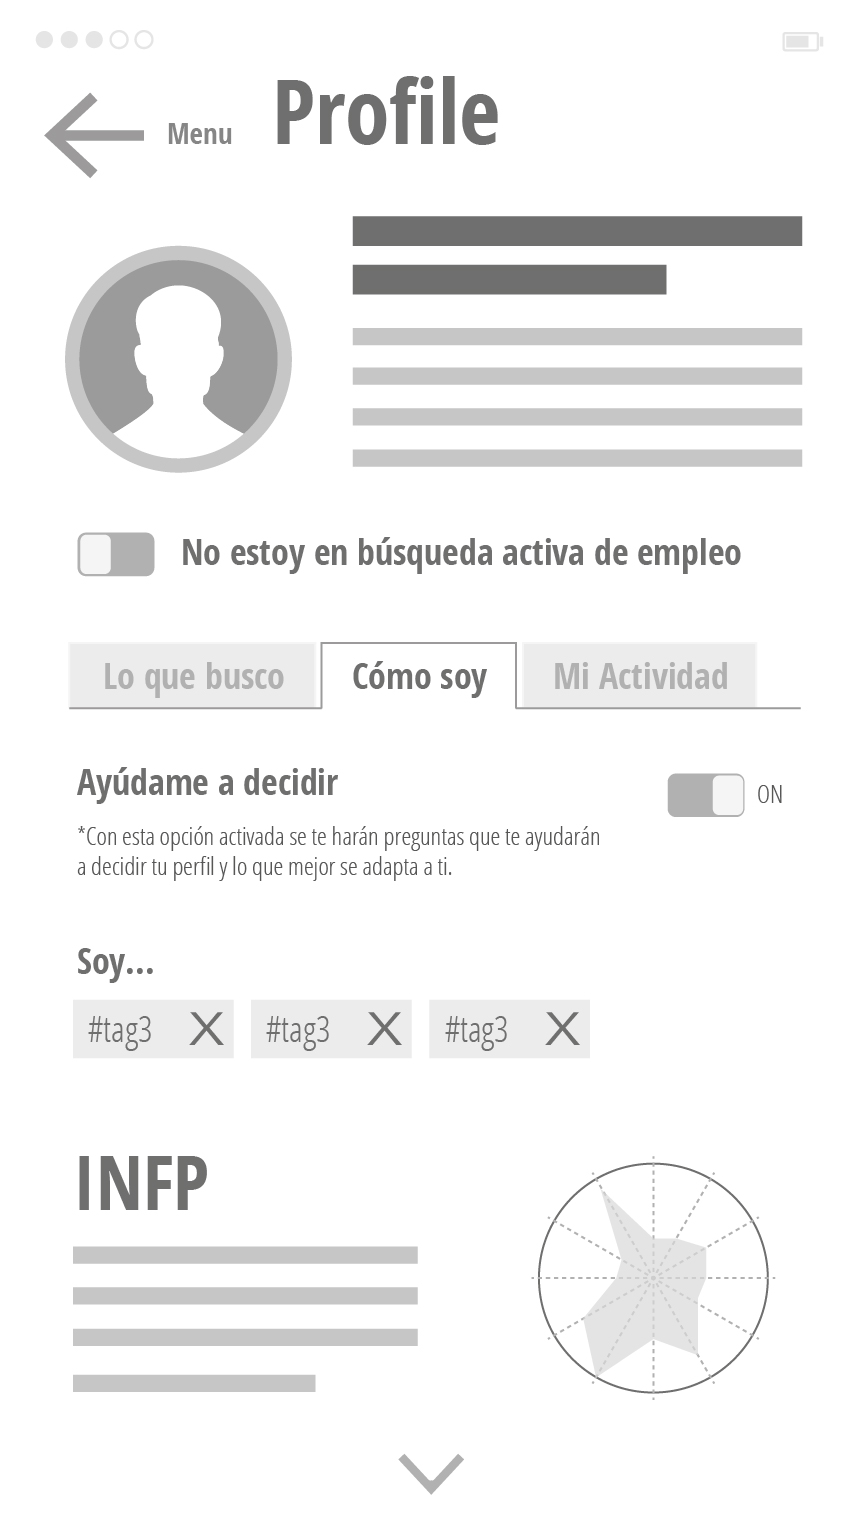 Menu
Profile
No estoy en búsqueda activa de empleo
Lo que busco
Cómo soy
Mi Actividad
Ayúdame a decidir
ON
*Con esta opción activada se te harán preguntas que te ayudarán
a decidir tu perfil y lo que mejor se adapta a ti.
Soy...
#tag3 X
#tag3 X
#tag3 X
INFP